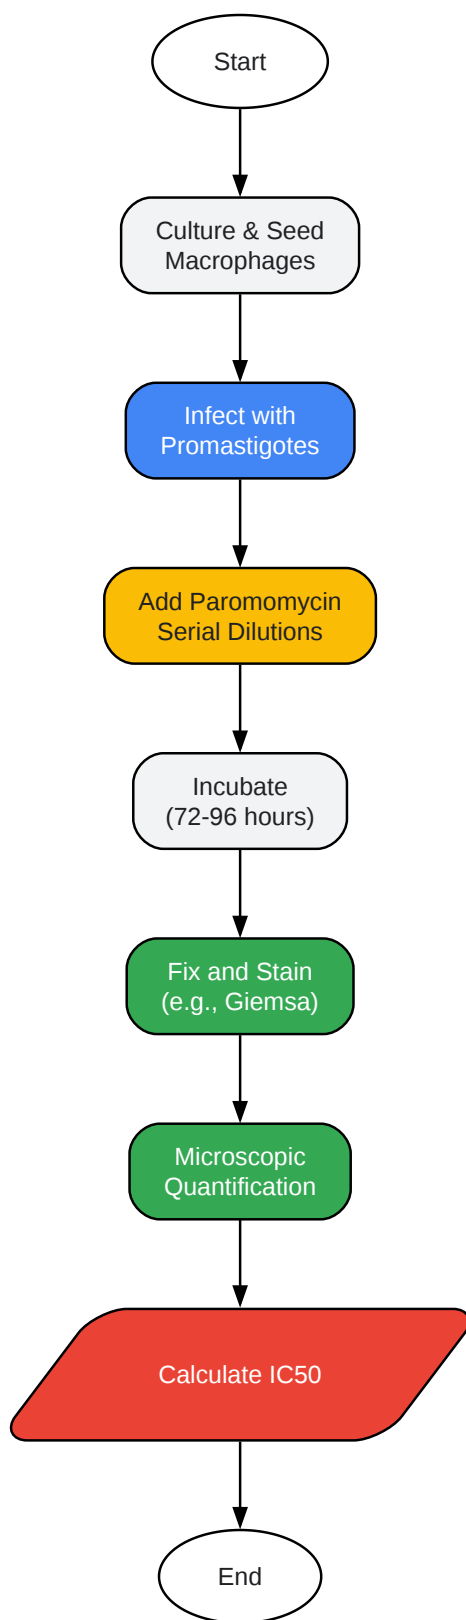 Start
Culture & Seed
Macrophages
Infect with
Promastigotes
Add Paromomycin
Serial Dilutions
Incubate
(72-96 hours)
Fix and Stain
(e.g., Giemsa)
Microscopic
Quantification
Calculate IC50
End